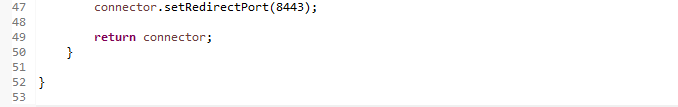 47 connector.setRedirectPort(8443);
48
49 return connector;
50 }
51
52 }
53